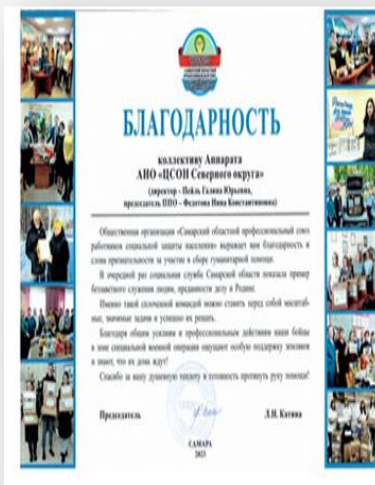 БЛАГОДАРНОСТЬ
коллективу Аппарата
АНО «ЦСОН Северного округа»
(директор – Пейль Галина Юрьевна,
председатель ППО – Федотова Инна Константиновна)
Общественная организация «Самарский областной профессиональный союз
работников социальной защиты населения» выражает вам благодарность и
слова признательности за участие в сборе гуманитарной помощи.
В очередной раз социальная служба Самарской области показала пример
беззаветного служения людям, преданности делу и Родине.
Именно такой сплоченной командой можно ставить перед собой масштаб-
ные, значимые задачи и успешно их решать.
Благодаря общим усилиям и профессиональным действиям наши бойцы
в зоне специальной военной операции ощущают особую поддержку земляков
и знают, что их дома ждут!
Спасибо за вашу душевную теплоту и готовность протянуть руку помощи!
Председатель
Л.Н. Катина
САМАРА
2023